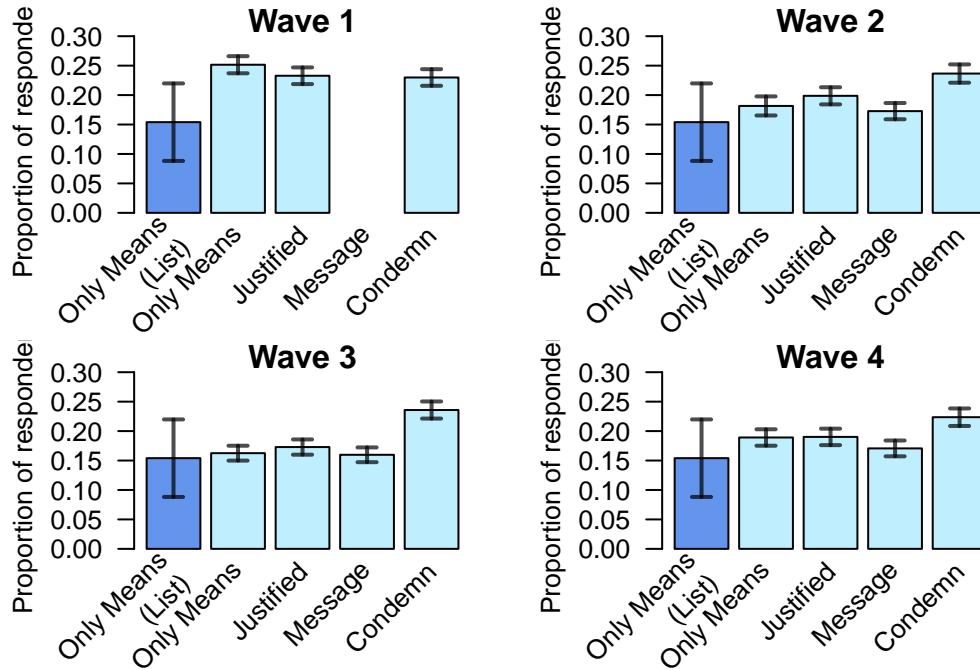 Wave 1
Proportion of responde
0.30
0.25
0.20
0.15
0.10
0.05
0.00
Only Means
(List)
Only Means
Justified
Message
Condemn
Wave 2
Proportion of responde
0.30
0.25
0.20
0.15
0.10
0.05
0.00
Only Means
(List)
Only Means
Justified
Message
Condemn
Wave 3
Proportion of responde
0.30
0.25
0.20
0.15
0.10
0.05
0.00
Only Means
(List)
Only Means
Justified
Message
Condemn
Wave 4
Proportion of responde
0.30
0.25
0.20
0.15
0.10
0.05
0.00
Only Means
(List)
Only Means
Justified
Message
Condemn